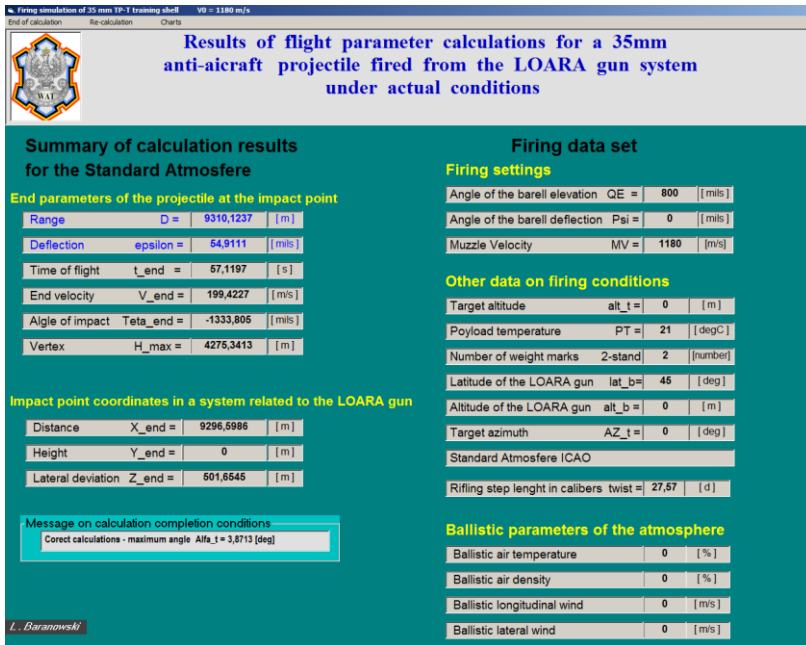 Firing simulation of 35 mm TP-T training shell V0 = 1180 m/s
End of calculation Re-calculation Charts
WAT
Results of flight parameter calculations for a 35mm
anti-aicraft projectile fired from the LOARA gun system
under actual conditions
Summary of calculation results
for the Standard Atmosfere
End parameters of the projectile at the impact point
Range D = 9310,1237 [m]
Deflection epsilon = 54,9111 [mils]
Time of flight t_end = 57,1197 [s]
End velocity V_end = 199,4227 [m/s]
Algle of impact Teta_end = -1333,805 [mils]
Vertex H_max = 4275,3413 [m]
Impact point coordinates in a system related to the LOARA gun
Distance X_end = 9296,5986 [m]
Height Y_end = 0 [m]
Lateral deviation Z_end = 501,6545 [m]
Message on calculation completion conditions
Corect calculations - maximum angle Alfa_t = 3,8713 [deg]
L. Baranowski
Firing data set
Firing settings
Angle of the barell elevation QE = 800 [mils]
Angle of the barell deflection Psi = 0 [mils]
Muzzle Velocity MV = 1180 [m/s]
Other data on firing conditions
Target altitude alt_t = 0 [m]
Poyload temperature PT = 21 [degC]
Number of weight marks 2-stand 2 [number]
Latitude of the LOARA gun lat_b= 45 [deg]
Altitude of the LOARA gun alt_b = 0 [m]
Target azimuth AZ_t = 0 [deg]
Standard Atmosfere ICAO
Rifling step lenght in calibers twist = 27,57 [d]
Ballistic parameters of the atmosphere
Ballistic air temperature 0 [%]
Ballistic air density 0 [%]
Ballistic longitudinal wind 0 [m/s]
Ballistic lateral wind 0 [m/s]